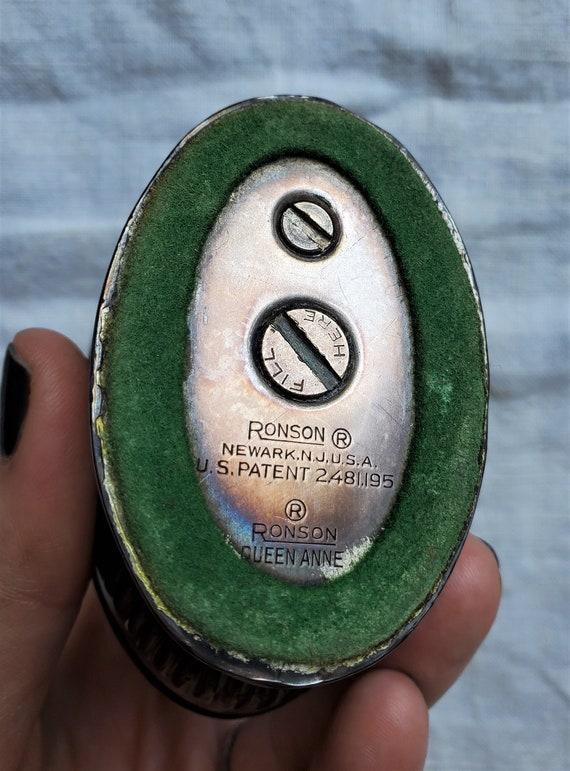 FILL HERE
RONSON ®
NEWARK.N.J.U.S.A.
U.S. PATENT 2,481,195
®
RONSON
QUEEN ANNE